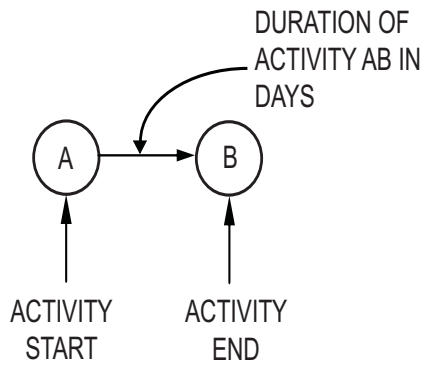 DURATION OF
ACTIVITY AB IN
DAYS
A
B
ACTIVITY
START
ACTIVITY
END